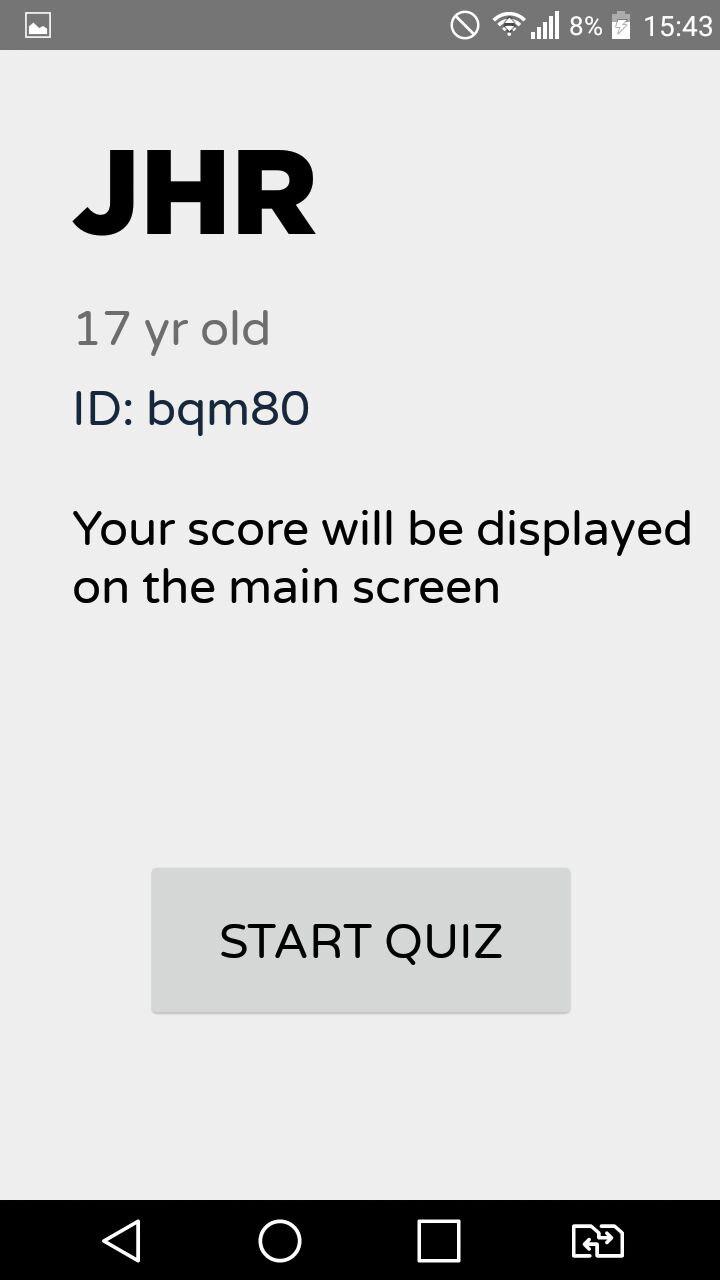 8% 15:43
JHR
17 yr old
ID: bqm80
Your score will be displayed
on the main screen
START QUIZ